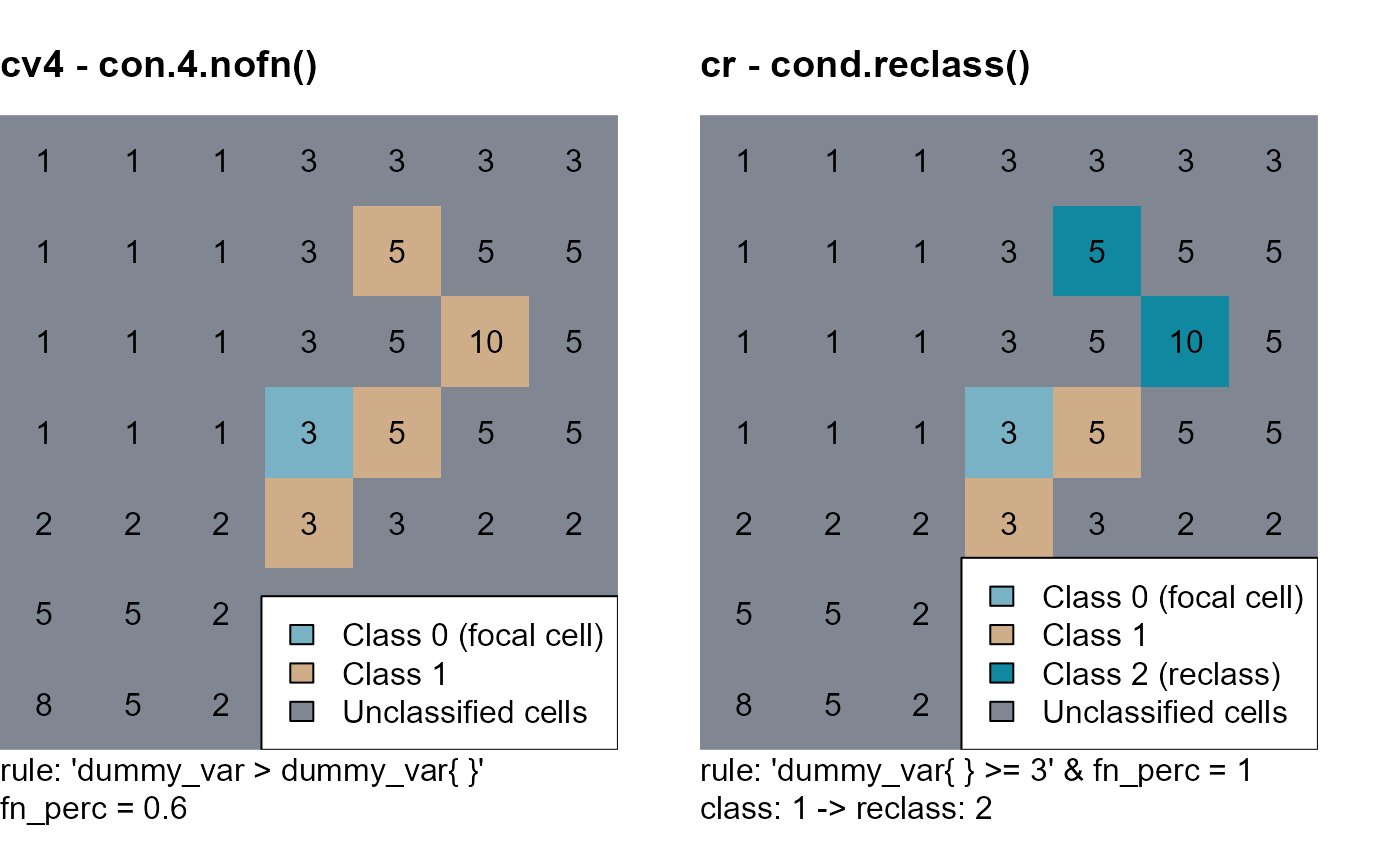 cv4 - con.4.nofn()
1 1 1 3 3 3 3
1 1 1 3 5 5 5
1 1 1 3 5 10 5
1 1 1 3 5 5 5
2 2 2 3 3 2 2
5 5 2
8 5 2
Class 0 (focal cell)
Class 1
Unclassified cells
rule: 'dummy_var > dummy_var{ }'
fn_perc = 0.6
cr - cond.reclass()
1 1 1 3 3 3 3
1 1 1 3 5 5 5
1 1 1 3 5 10 5
1 1 1 3 5 5 5
2 2 2 3 3 2 2
5 5 2
8 5 2
Class 0 (focal cell)
Class 1
Class 2 (reclass)
Unclassified cells
rule: 'dummy_var{ } >= 3' & fn_perc = 1
class: 1 -> reclass: 2